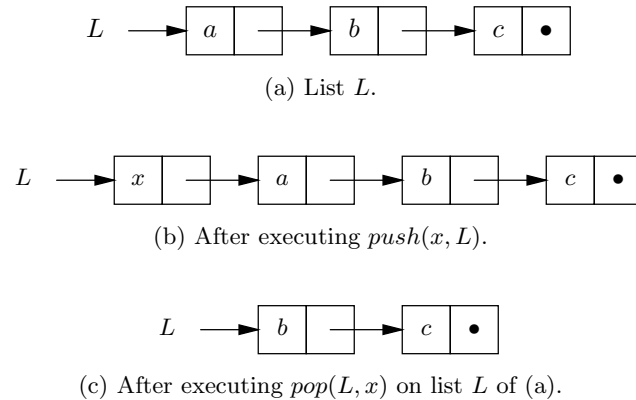 L a b c •
(a) List L.
L x a b c •
(b) After executing push(x, L).
L b c •
(c) After executing pop(L, x) on list L of (a).